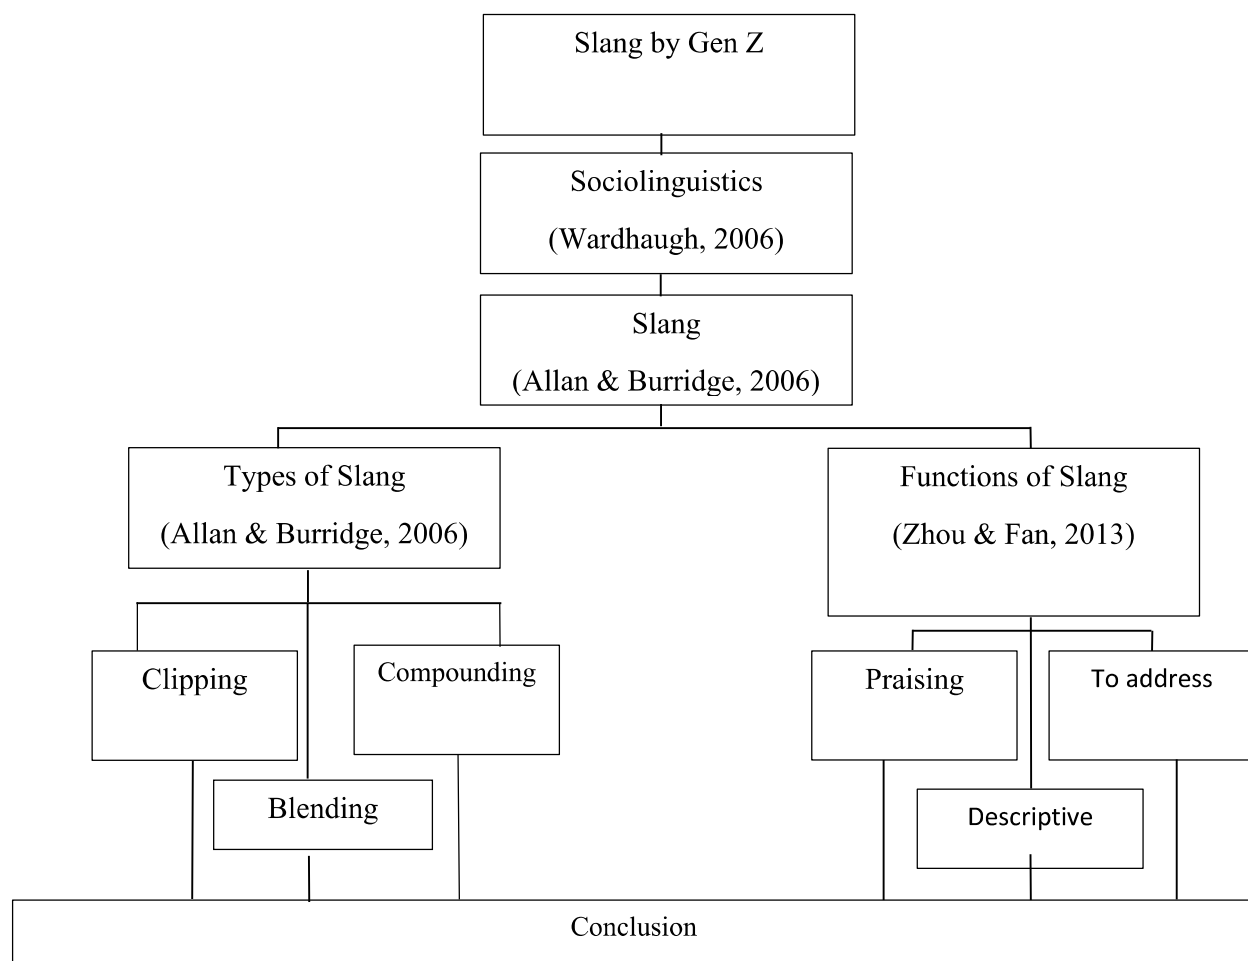 Slang by Gen Z
Sociolinguistics
(Wardhaugh, 2006)
Slang
(Allan & Burridge, 2006)
Types of Slang
(Allan & Burridge, 2006)
Functions of Slang
(Zhou & Fan, 2013)
Clipping
Compounding
Blending
Praising
To address
Descriptive
Conclusion